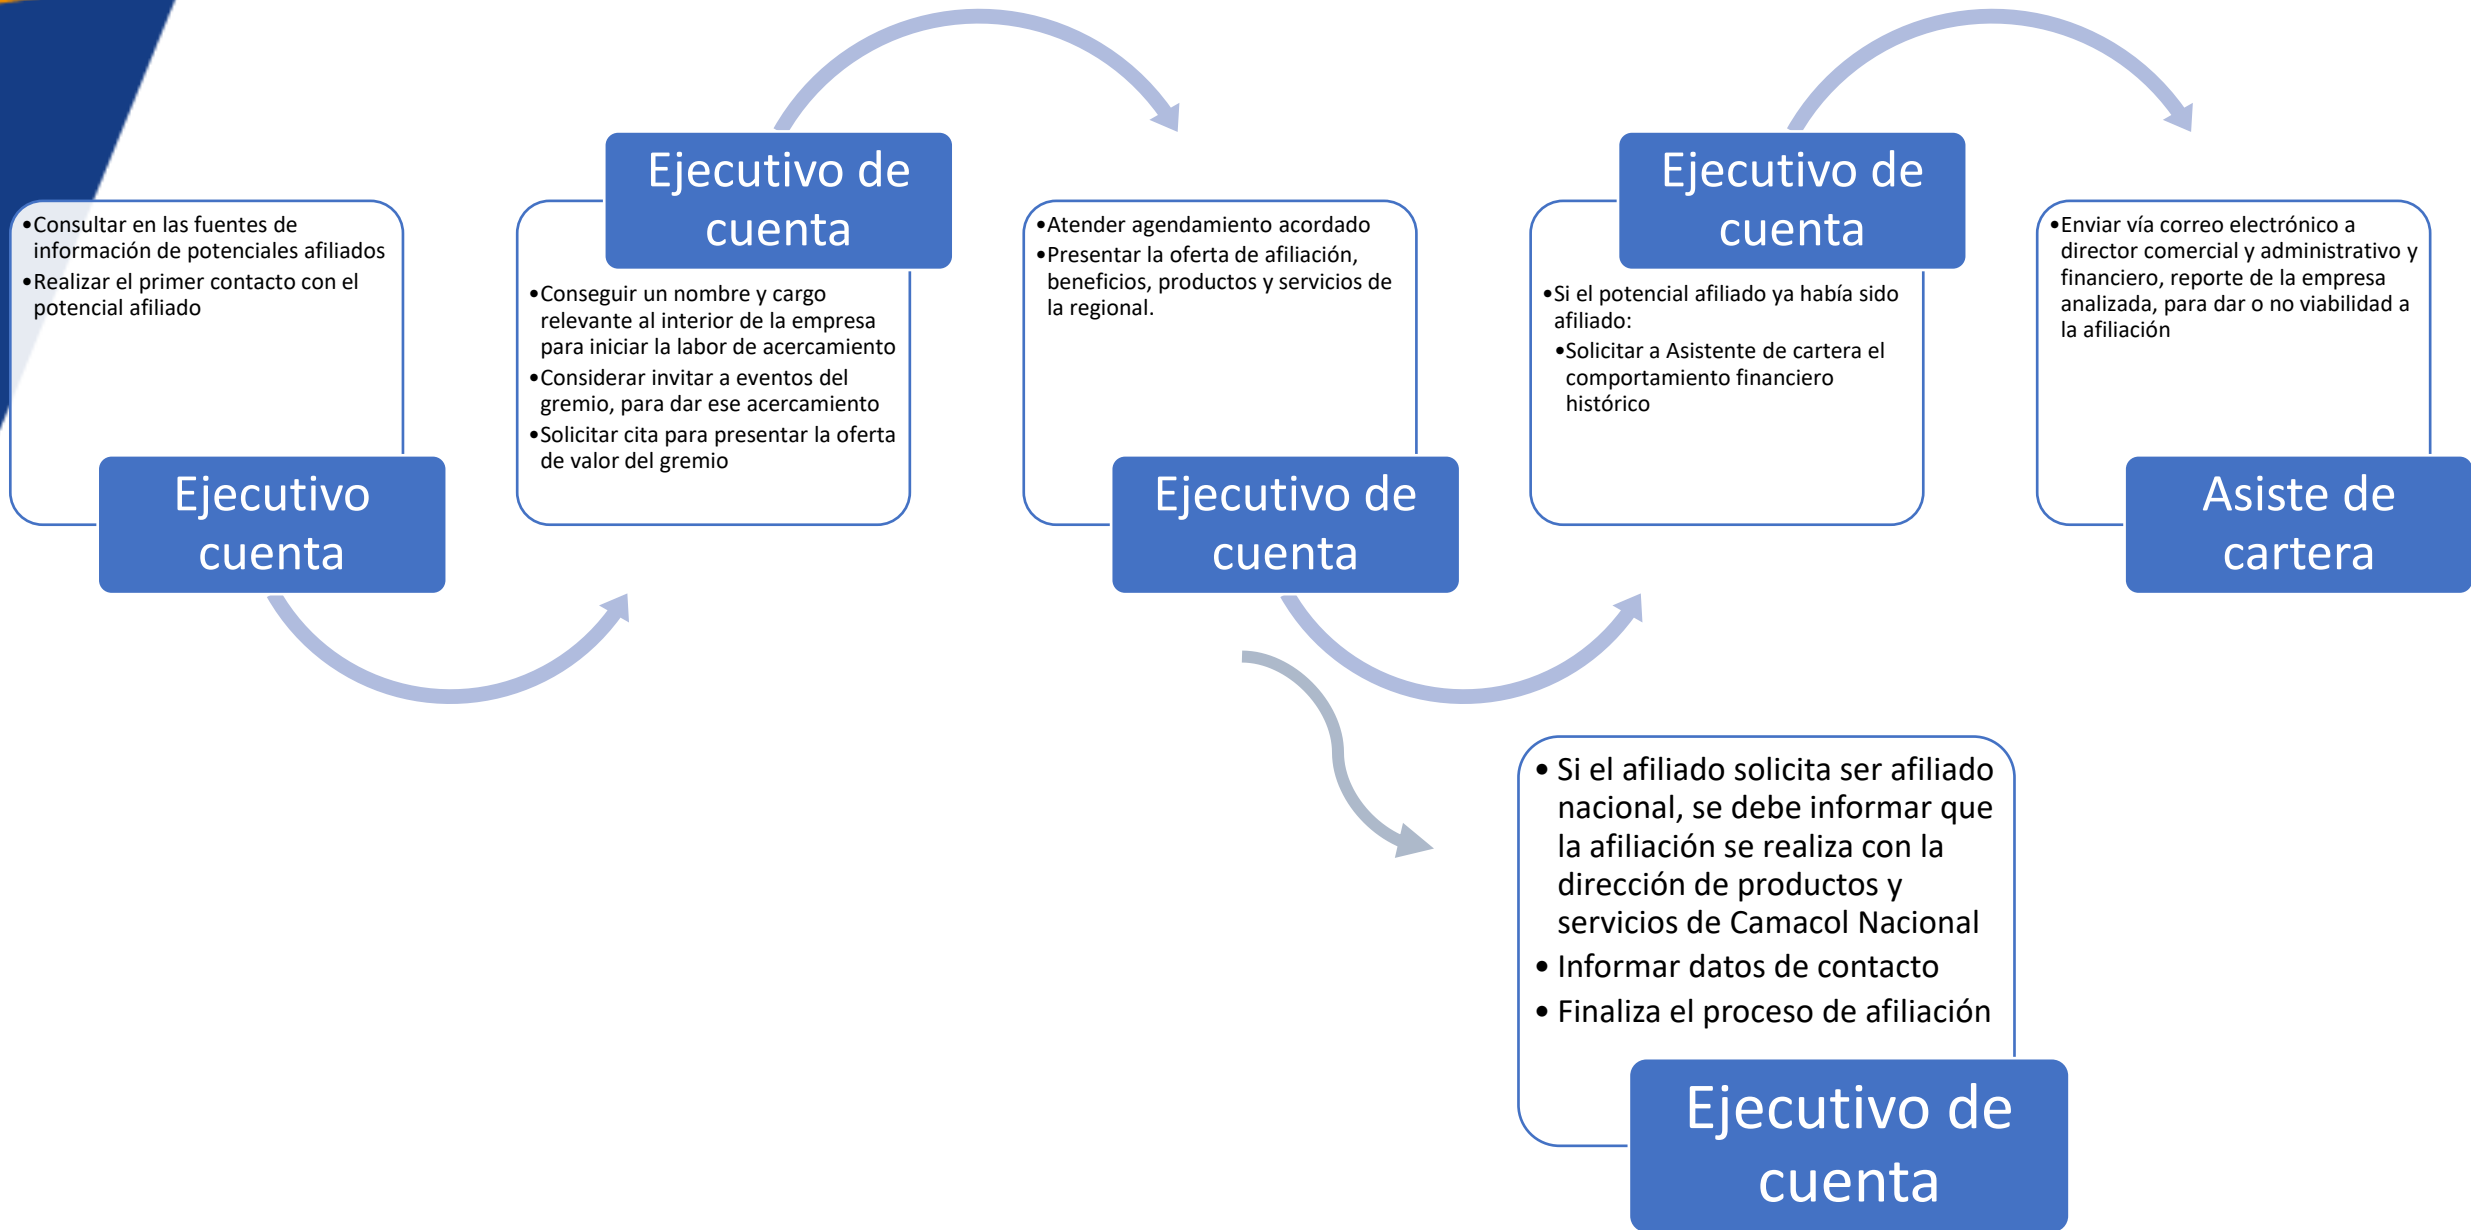 •Consultar en las fuentes de
información de potenciales afiliados
•Realizar el primer contacto con el
potencial afiliado
Ejecutivo
cuenta
Ejecutivo de
cuenta
•Conseguir un nombre y cargo
relevante al interior de la empresa
para iniciar la labor de acercamiento
•Considerar invitar a eventos del
gremio, para dar ese acercamiento
•Solicitar cita para presentar la oferta
de valor del gremio
•Atender agendamiento acordado
•Presentar la oferta de afiliación,
beneficios, productos y servicios de
la regional.
Ejecutivo de
cuenta
Ejecutivo de
cuenta
•Si el potencial afiliado ya había sido
afiliado:
•Solicitar a Asistente de cartera el
comportamiento financiero
histórico
•Enviar vía correo electrónico a
director comercial y administrativo y
financiero, reporte de la empresa
analizada, para dar o no viabilidad a
la afiliación
Asiste de
cartera
• Si el afiliado solicita ser afiliado
nacional, se debe informar que
la afiliación se realiza con la
dirección de productos y
servicios de Camacol Nacional
• Informar datos de contacto
• Finaliza el proceso de afiliación
Ejecutivo de
cuenta